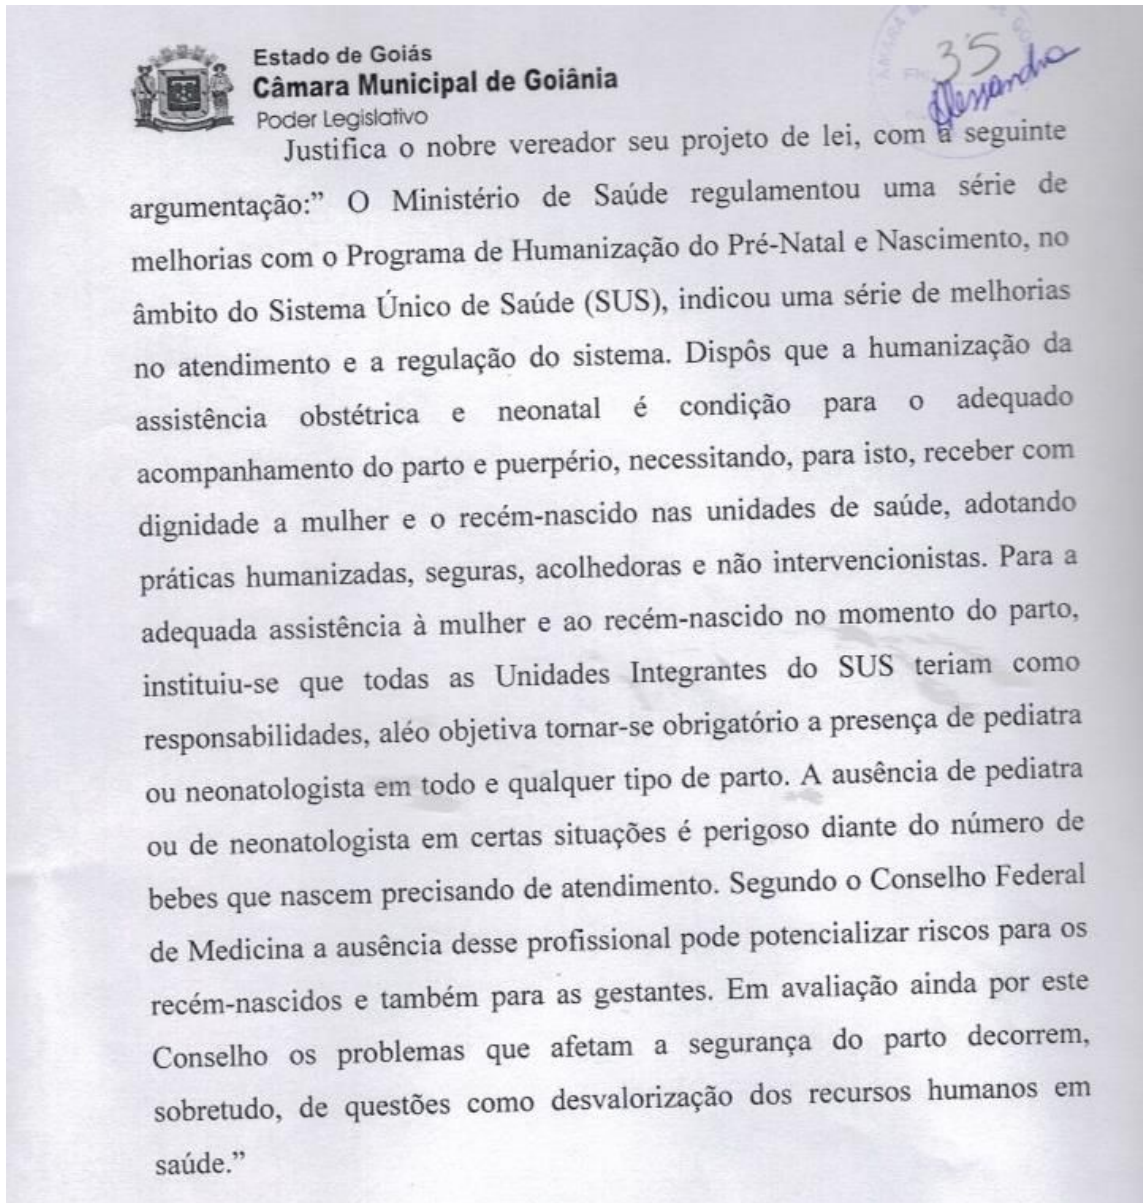 Estado de Goiás
Câmara Municipal de Goiânia
Poder Legislativo
35
Alessandra
Justifica o nobre vereador seu projeto de lei, com a seguinte
argumentação:” O Ministério de Saúde regulamentou uma série de
melhorias com o Programa de Humanização do Pré-Natal e Nascimento, no
âmbito do Sistema Único de Saúde (SUS), indicou uma série de melhorias
no atendimento e a regulação do sistema. Dispôs que a humanização da
assistência obstétrica e neonatal é condição para o adequado
acompanhamento do parto e puerpério, necessitando, para isto, receber com
dignidade a mulher e o recém-nascido nas unidades de saúde, adotando
práticas humanizadas, seguras, acolhedoras e não intervencionistas. Para a
adequada assistência à mulher e ao recém-nascido no momento do parto,
instituiu-se que todas as Unidades Integrantes do SUS teriam como
responsabilidades, aléo objetiva tornar-se obrigatório a presença de pediatra
ou neonatologista em todo e qualquer tipo de parto. A ausência de pediatra
ou de neonatologista em certas situações é perigoso diante do número de
bebes que nascem precisando de atendimento. Segundo o Conselho Federal
de Medicina a ausência desse profissional pode potencializar riscos para os
recém-nascidos e também para as gestantes. Em avaliação ainda por este
Conselho os problemas que afetam a segurança do parto decorrem,
sobretudo, de questões como desvalorização dos recursos humanos em
saúde.”